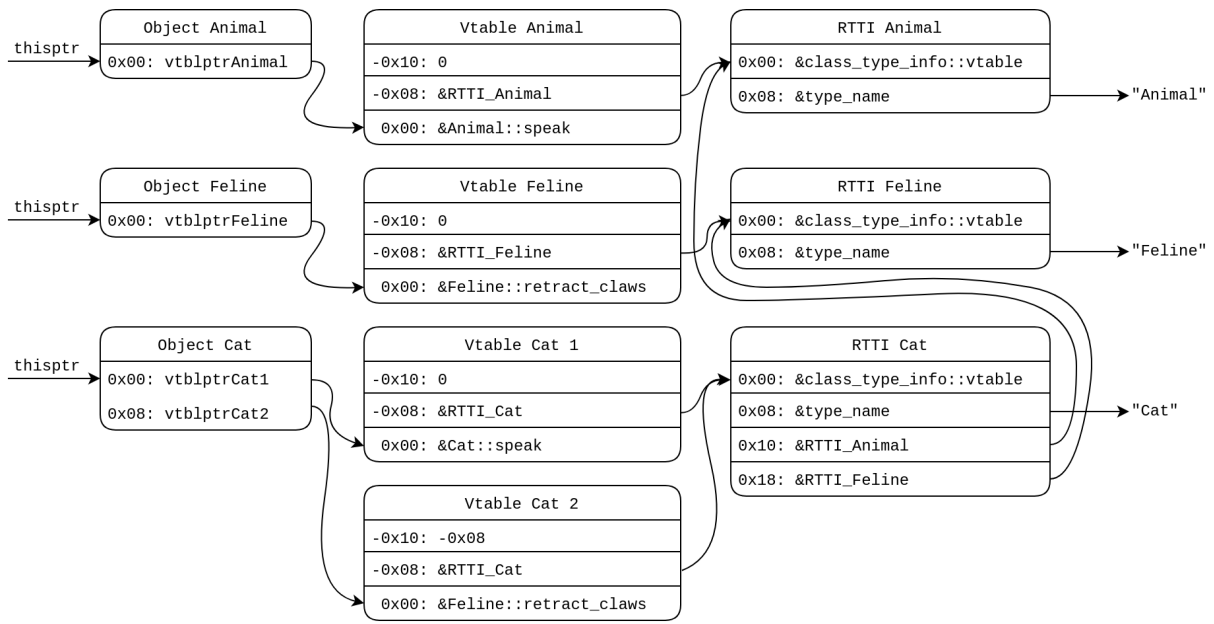 Object Animal
thisptr
0x00: vtblptrAnimal
Vtable Animal
-0x10: 0
-0x08: &RTTI_Animal
0x00: &Animal::speak
RTTI Animal
0x00: &class_type_info::vtable
0x08: &type_name
"Animal"
Object Feline
thisptr
0x00: vtblptrFeline
Vtable Feline
-0x10: 0
-0x08: &RTTI_Feline
0x00: &Feline::retract_claws
RTTI Feline
0x00: &class_type_info::vtable
0x08: &type_name
"Feline"
Object Cat
thisptr
0x00: vtblptrCat1
0x08: vtblptrCat2
Vtable Cat 1
-0x10: 0
-0x08: &RTTI_Cat
0x00: &Cat::speak
RTTI Cat
0x00: &class_type_info::vtable
0x08: &type_name
"Cat"
0x10: &RTTI_Animal
0x18: &RTTI_Feline
Vtable Cat 2
-0x10: -0x08
-0x08: &RTTI_Cat
0x00: &Feline::retract_claws